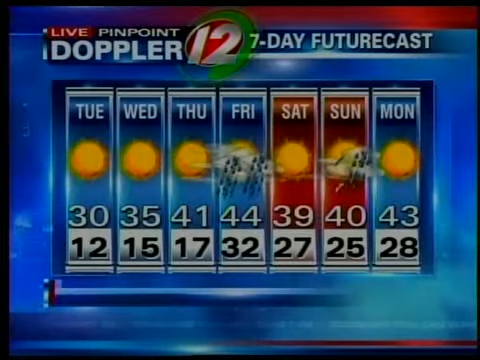 LIVE PINPOINT
DOPPLER 12 7-DAY FUTURECAST
TUE WED THU FRI SAT SUN MON
30 35 41 44 39 40 43
12 15 17 32 27 25 28